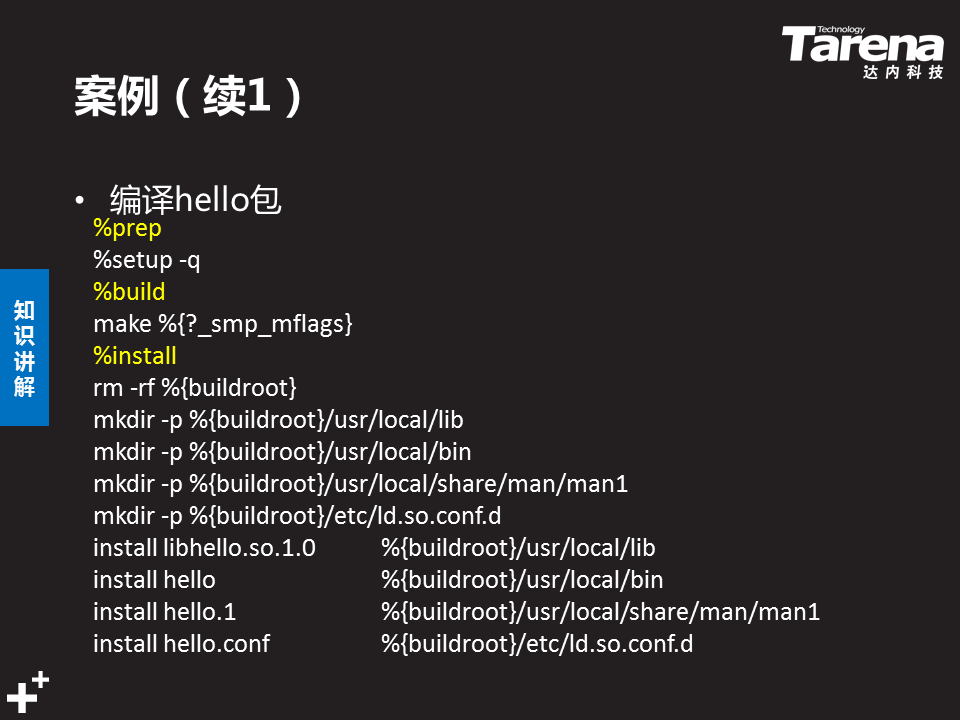 Technology
Tarena
达内科技
案例（续1）
• 编译hello包
%prep
%setup -q
%build
make %{?_smp_mflags}
%install
rm -rf %{buildroot}
mkdir -p %{buildroot}/usr/local/lib
mkdir -p %{buildroot}/usr/local/bin
mkdir -p %{buildroot}/usr/local/share/man/man1
mkdir -p %{buildroot}/etc/ld.so.conf.d
install libhello.so.1.0 %{buildroot}/usr/local/lib
install hello %{buildroot}/usr/local/bin
install hello.1 %{buildroot}/usr/local/share/man/man1
install hello.conf %{buildroot}/etc/ld.so.conf.d
知识讲解